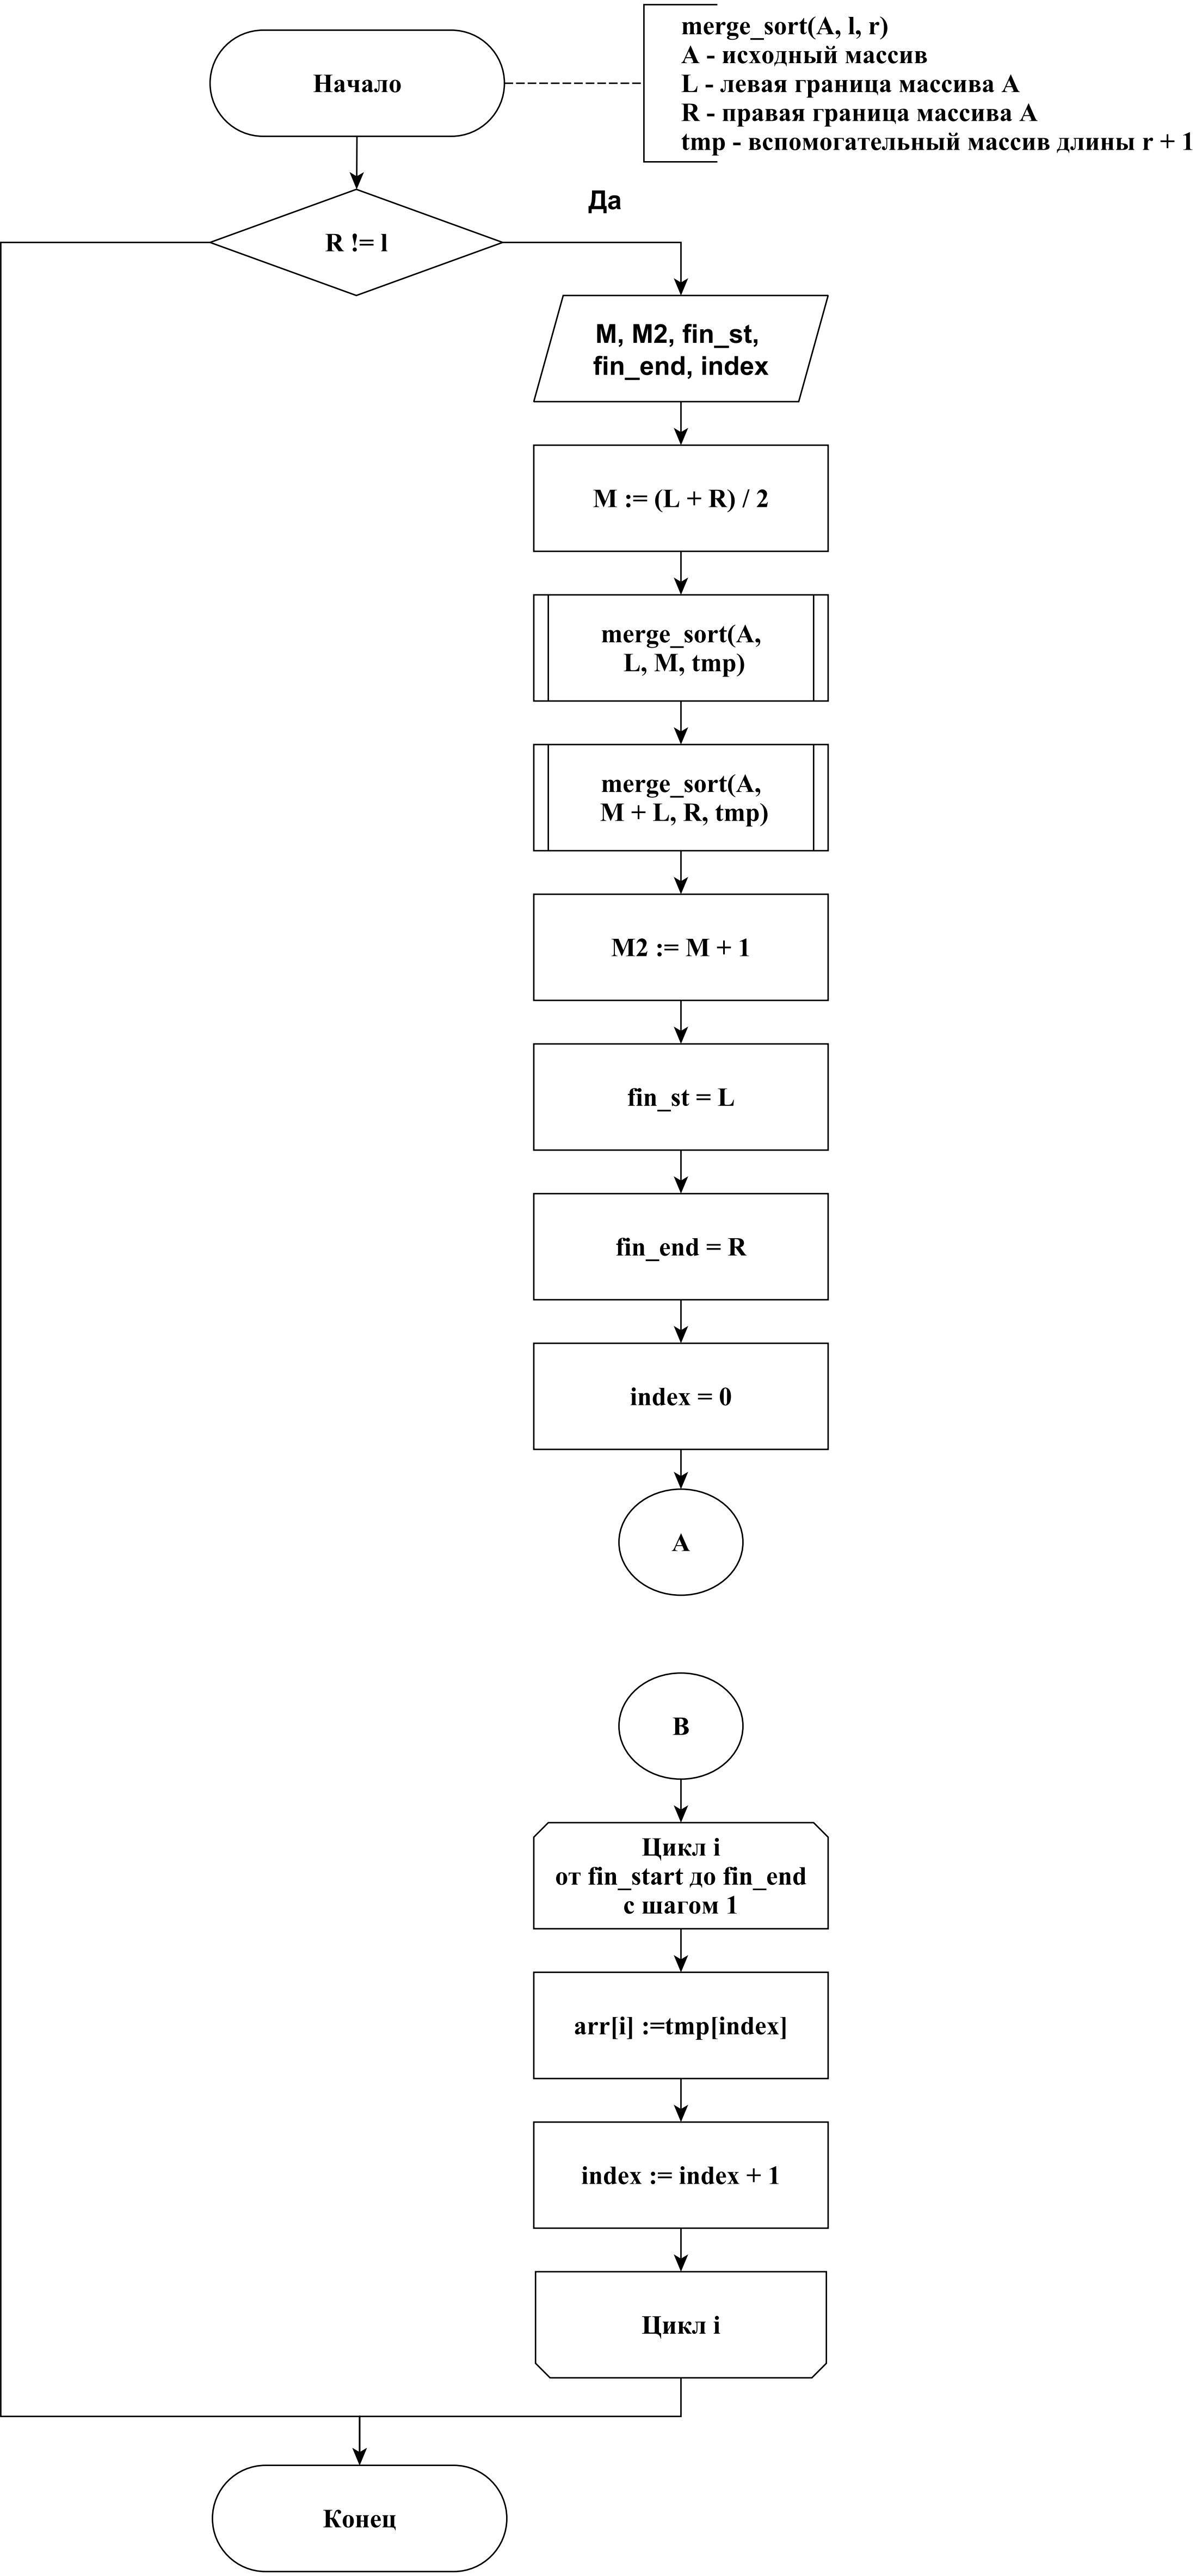 Начало
merge_sort(A, l, r)
A - исходный массив
L - левая граница массива A
R - правая граница массива A
tmp - вспомогательный массив длины r + 1
Да
R != l
M, M2, fin_st,
fin_end, index
M := (L + R) / 2
merge_sort(A,
L, M, tmp)
merge_sort(A,
M + L, R, tmp)
M2 := M + 1
fin_st = L
fin_end = R
index = 0
A
B
Цикл i
от fin_start до fin_end
с шагом 1
arr[i] :=tmp[index]
index := index + 1
Цикл i
Конец